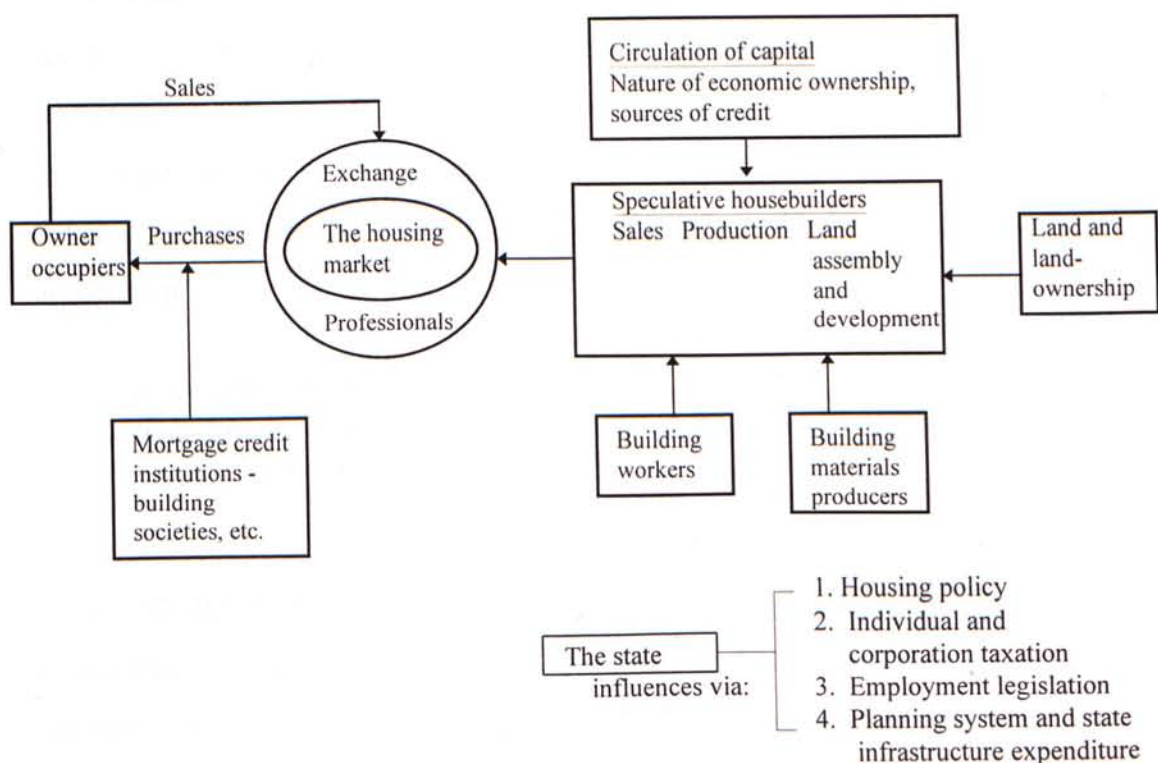 Circulation of capital
Nature of economic ownership,
sources of credit
Sales
Exchange
The housing
market
Professionals
Owner
occupiers
Purchases
Speculative housebuilders
Sales Production Land
assembly
and
development
Land and
land-
ownership
Mortgage credit
institutions -
building
societies, etc.
Building
workers
Building
materials
producers
The state
influences via:
1. Housing policy
2. Individual and
corporation taxation
3. Employment legislation
4. Planning system and state
infrastructure expenditure